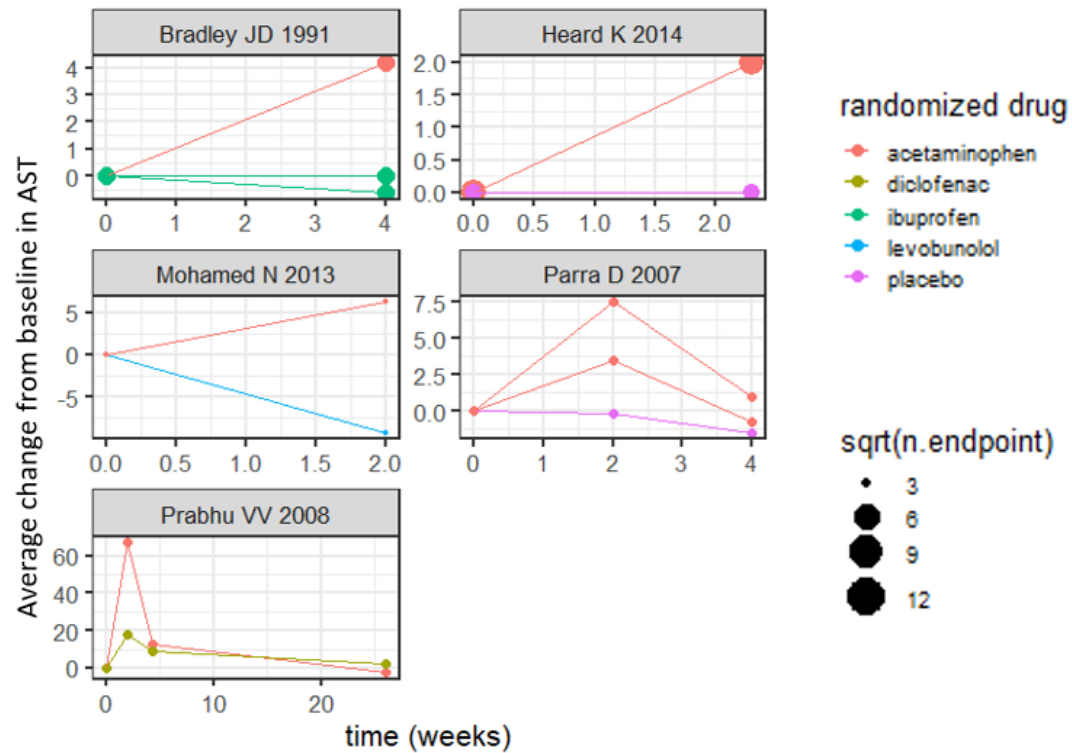 Bradley JD 1991
Heard K 2014
4
3
2
1
0
0 1 2 3 4
2.0
1.5
1.0
0.5
0.0
0.0 0.5 1.0 1.5 2.0
Mohamed N 2013
Parra D 2007
5
0
-5
0.0 0.5 1.0 1.5 2.0
7.5
5.0
2.5
0.0
0 1 2 3 4
Prabhu VV 2008
60
40
20
0
0 10 20
Average change from baseline in AST
time (weeks)
randomized drug
acetaminophen
diclofenac
ibuprofen
levobunolol
placebo
sqrt(n.endpoint)
3
6
9
12